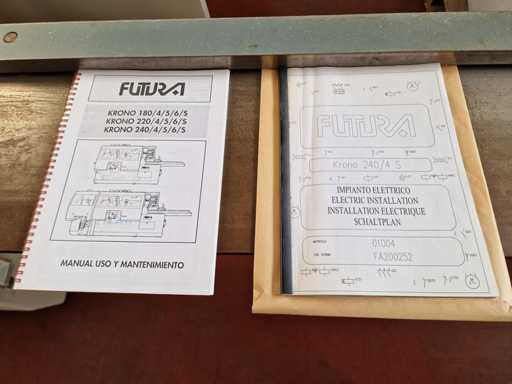 FUTURA
KRONO 180/4/5/6/S
KRONO 220/4/5/6/S
KRONO 240/4/5/6/S
MANUAL USO Y MANTENIMIENTO
FUTURA
Krono 240/4 S
IMPIANTO ELETTRICO
ELECTRIC INSTALLATION
INSTALLATION ELECTRIQUE
SCHALTPLAN
01004
FA200252